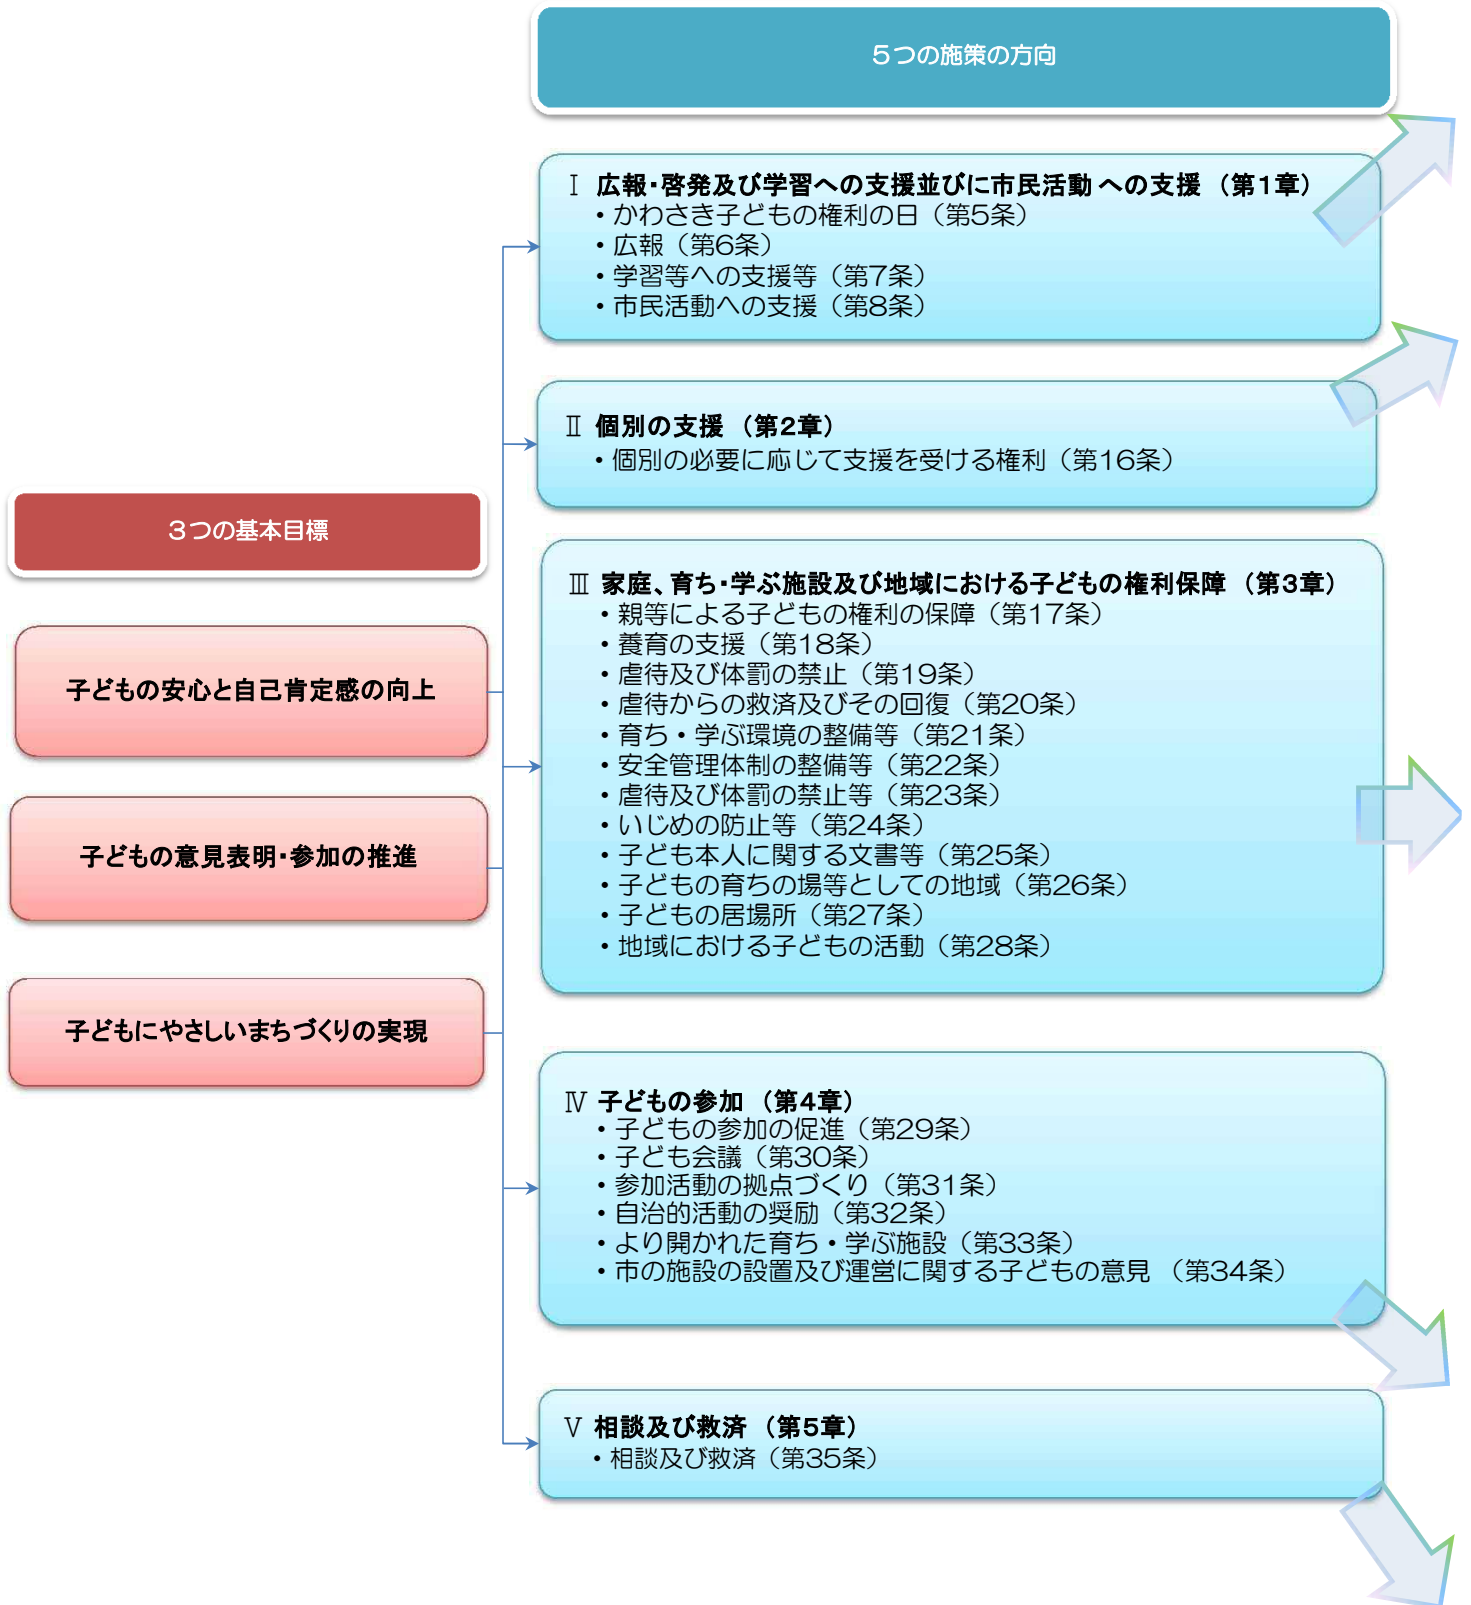 ５つの施策の方向
Ⅰ 広報・啓発及び学習への支援並びに市民活動 への支援 （第１章）
・かわさき子どもの権利の日（第5条）
・広報（第6条）
・学習等への支援等（第7条）
・市民活動への支援（第8条）
Ⅱ 個別の支援 （第２章）
・個別の必要に応じて支援を受ける権利（第16条）
３つの基本目標
子どもの安心と自己肯定感の向上
子どもの意見表明・参加の推進
子どもにやさしいまちづくりの実現
Ⅲ 家庭、育ち・学ぶ施設及び地域における子どもの権利保障 （第３章）
・親等による子どもの権利の保障（第17条）
・養育の支援（第18条）
・虐待及び体罰の禁止（第19条）
・虐待からの救済及びその回復（第20条）
・育ち・学ぶ環境の整備等（第21条）
・安全管理体制の整備等（第22条）
・虐待及び体罰の禁止等（第23条）
・いじめの防止等（第24条）
・子ども本人に関する文書等（第25条）
・子どもの育ちの場等としての地域（第26条）
・子どもの居場所（第27条）
・地域における子どもの活動（第28条）
Ⅳ 子どもの参加 （第４章）
・子どもの参加の促進（第29条）
・子ども会議（第30条）
・参加活動の拠点づくり（第31条）
・自治的活動の奨励（第32条）
・より開かれた育ち・学ぶ施設（第33条）
・市の施設の設置及び運営に関する子どもの意見 （第34条）
Ⅴ 相談及び救済 （第５章）
・相談及び救済（第35条）